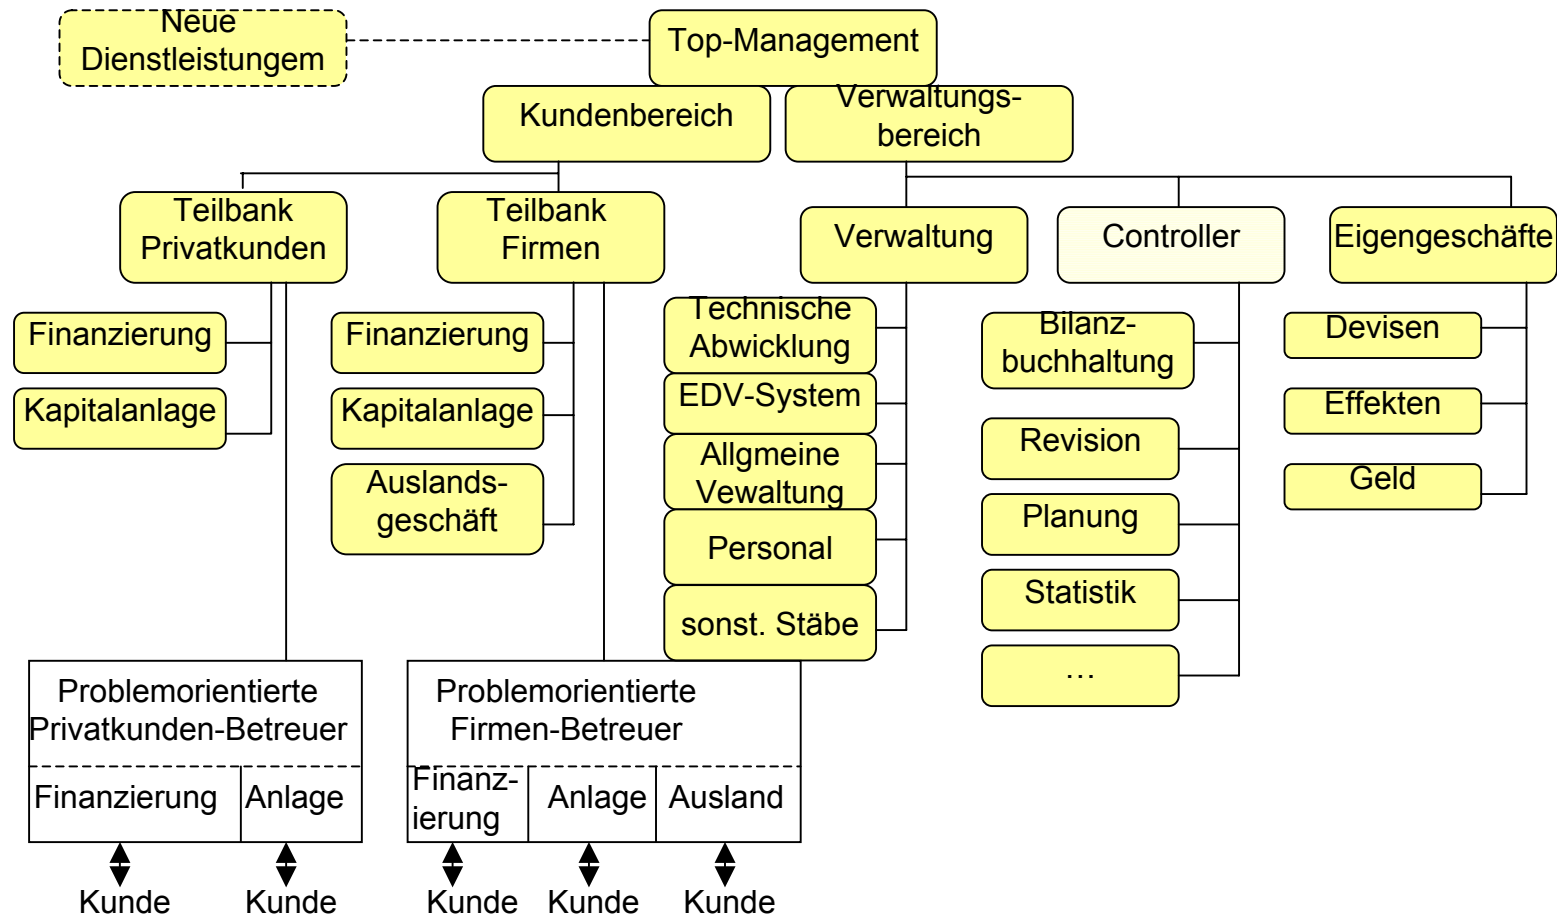 Neue
Dienstleistungem
Top-Management
Kundenbereich
Verwaltungs-
bereich
Teilbank
Privatkunden
Teilbank
Firmen
Verwaltung
Controller
Eigengeschäfte
Finanzierung
Kapitalanlage
Finanzierung
Kapitalanlage
Auslands-
geschäft
Technische
Abwicklung
EDV-System
Allgmeine
Vewaltung
Personal
sonst. Stäbe
Bilanz-
buchhaltung
Revision
Planung
Statistik
…
Devisen
Effekten
Geld
Problemorientierte
Privatkunden-Betreuer
Finanzierung
Anlage
Problemorientierte
Firmen-Betreuer
Finanz-
ierung
Anlage
Ausland
Kunde
Kunde
Kunde
Kunde
Kunde